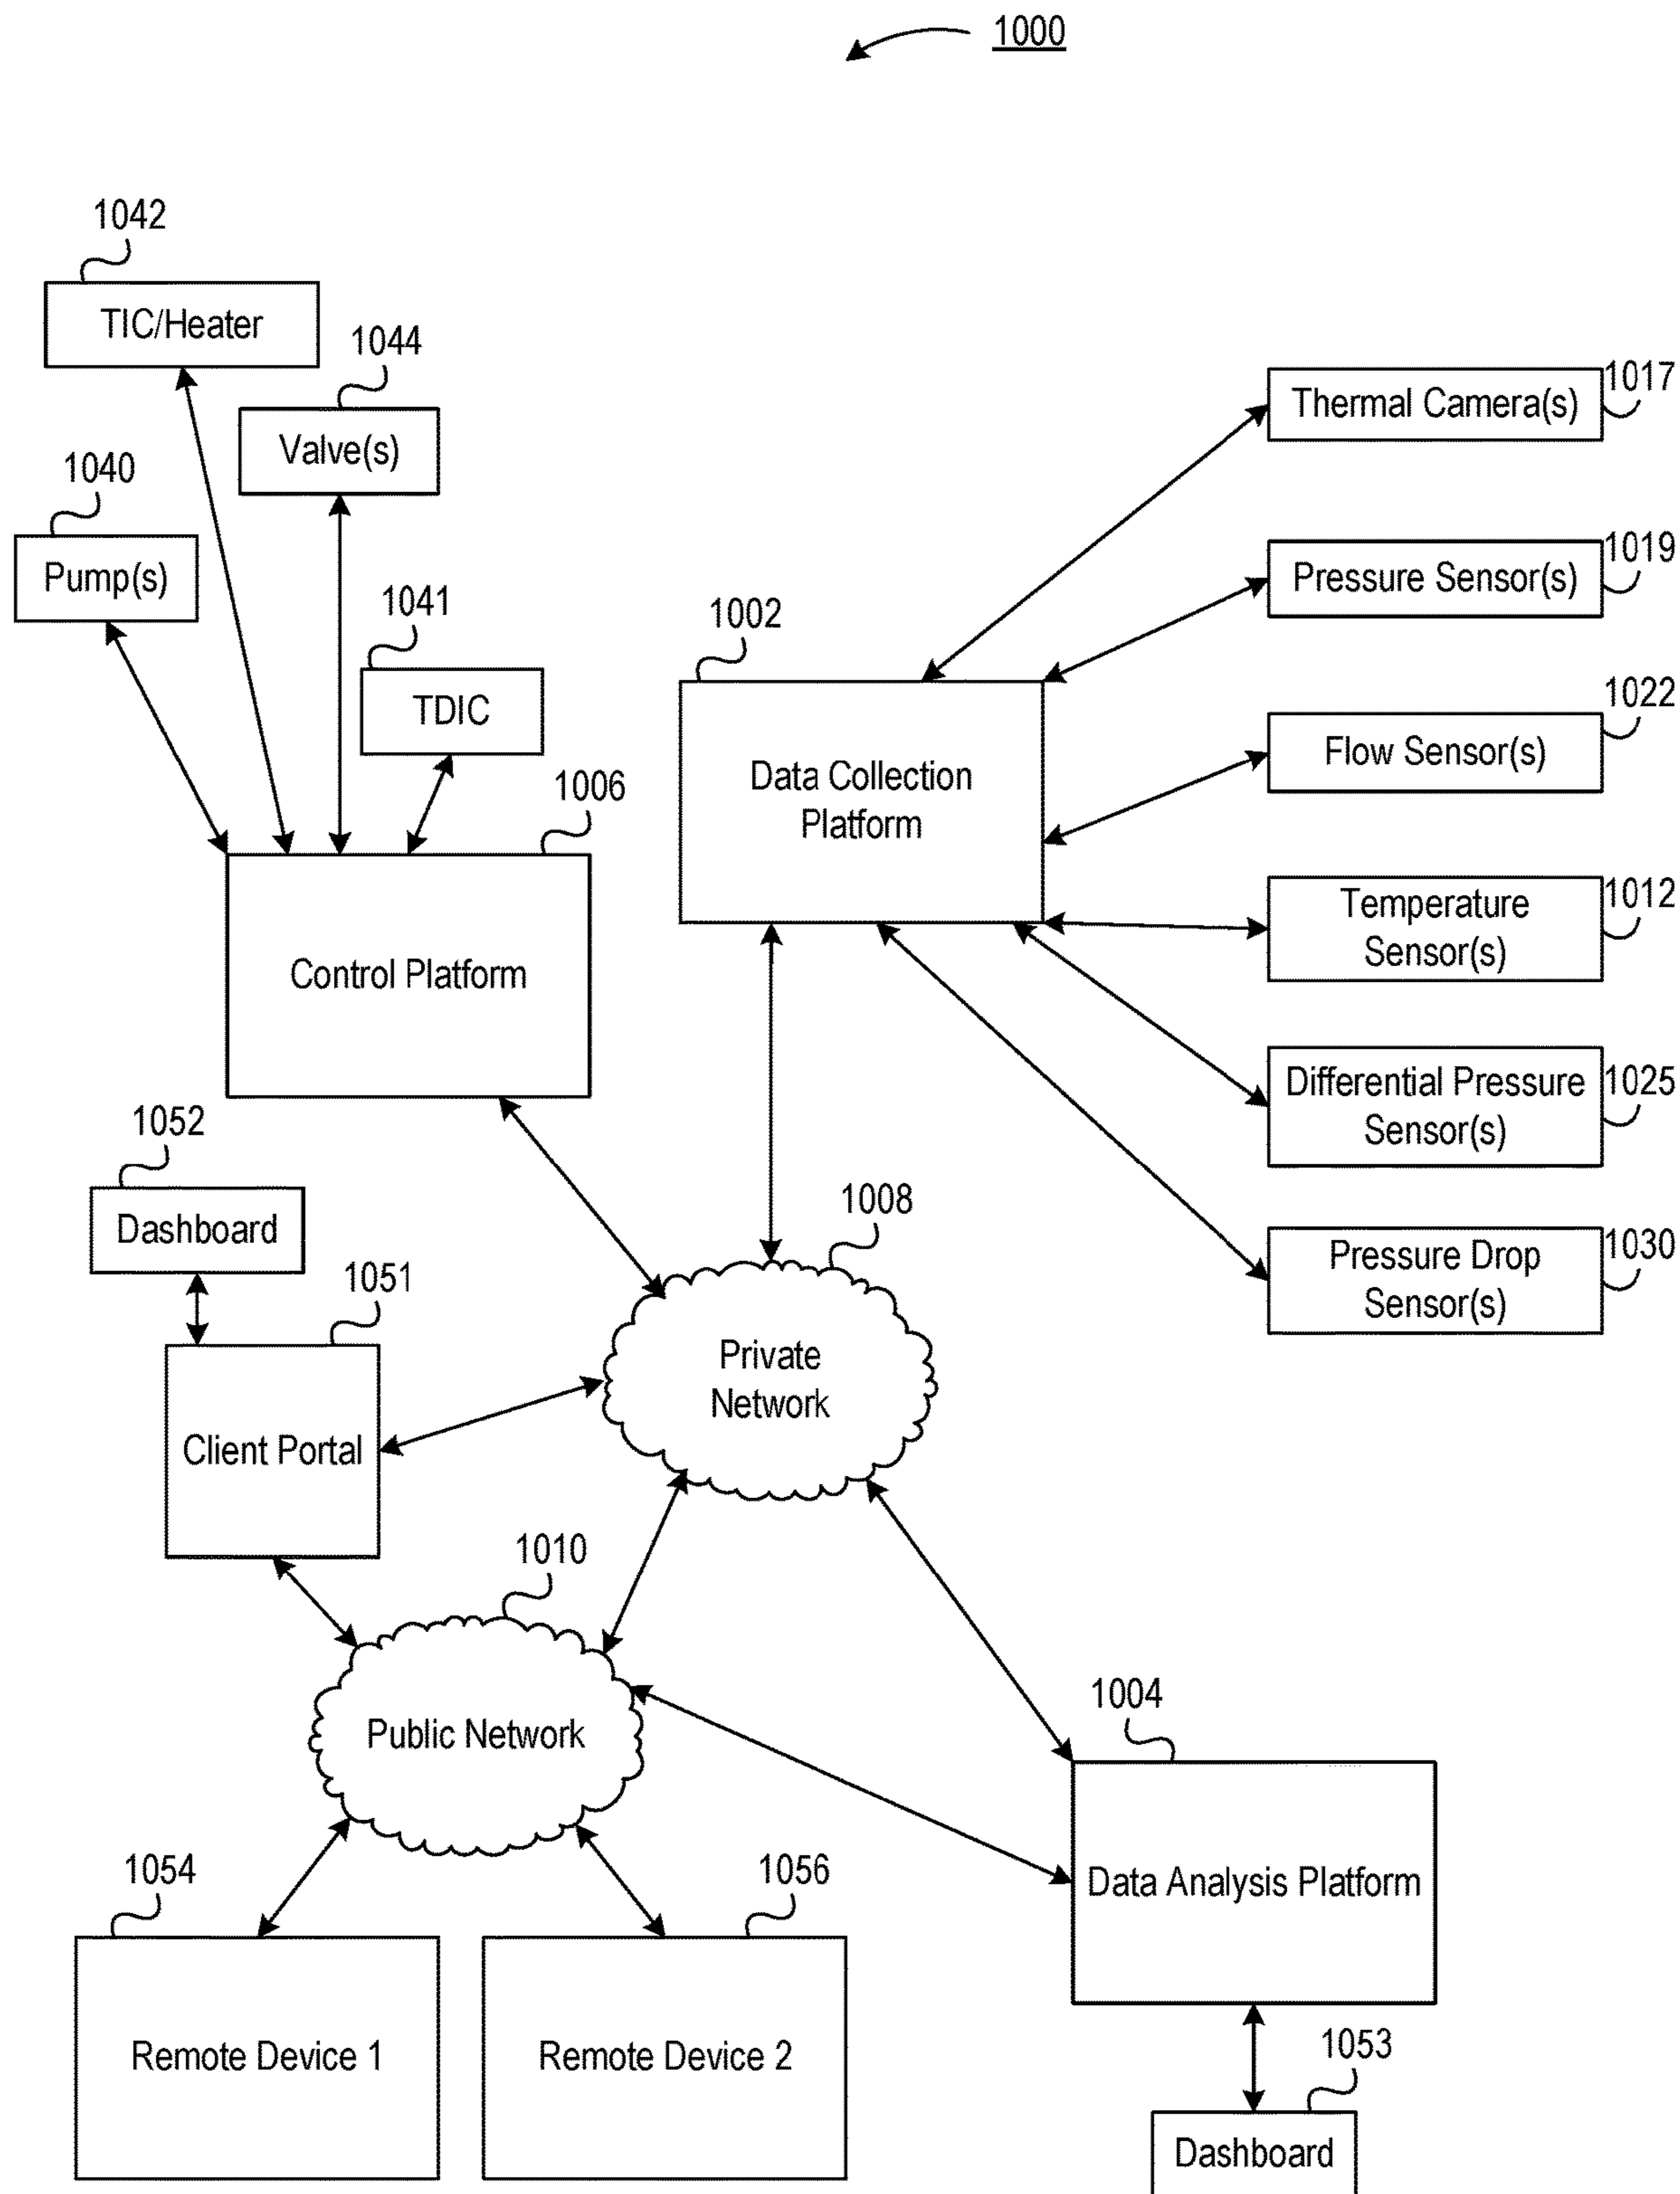 1000
1042
TIC/Heater
1044
Valve(s)
1040
Pump(s)
1041
TDIC
1006
Control Platform
1002
Data Collection
Platform
1017
Thermal Camera(s)
1019
Pressure Sensor(s)
1022
Flow Sensor(s)
1012
Temperature
Sensor(s)
1025
Differential Pressure
Sensor(s)
1030
Pressure Drop
Sensor(s)
1052
Dashboard
1051
Client Portal
1008
Private
Network
1010
Public Network
1004
Data Analysis Platform
1054
Remote Device 1
1056
Remote Device 2
1053
Dashboard